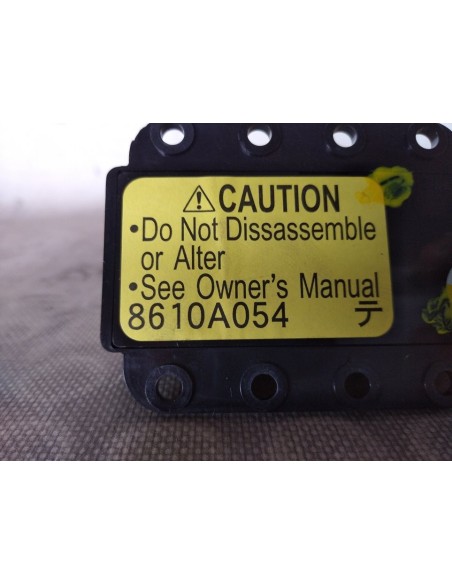 ⚠CAUTION
•Do Not Dissassemble
or Alter
•See Owner's Manual
8610A054 テ